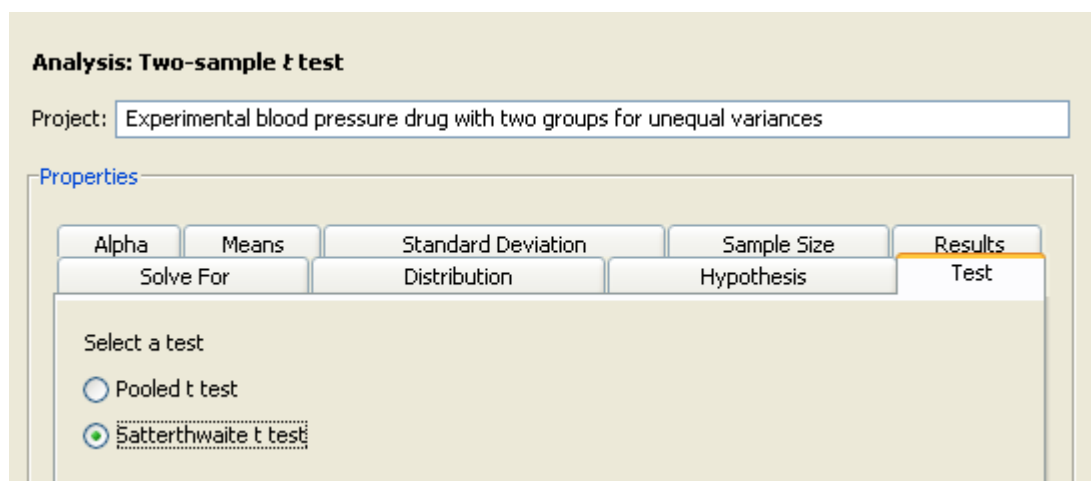 Analysis: Two-sample t test
Project: Experimental blood pressure drug with two groups for unequal variances
Properties
Alpha Means Standard Deviation Sample Size Results
Solve For Distribution Hypothesis Test
Select a test
Pooled t test
Satterthwaite t test